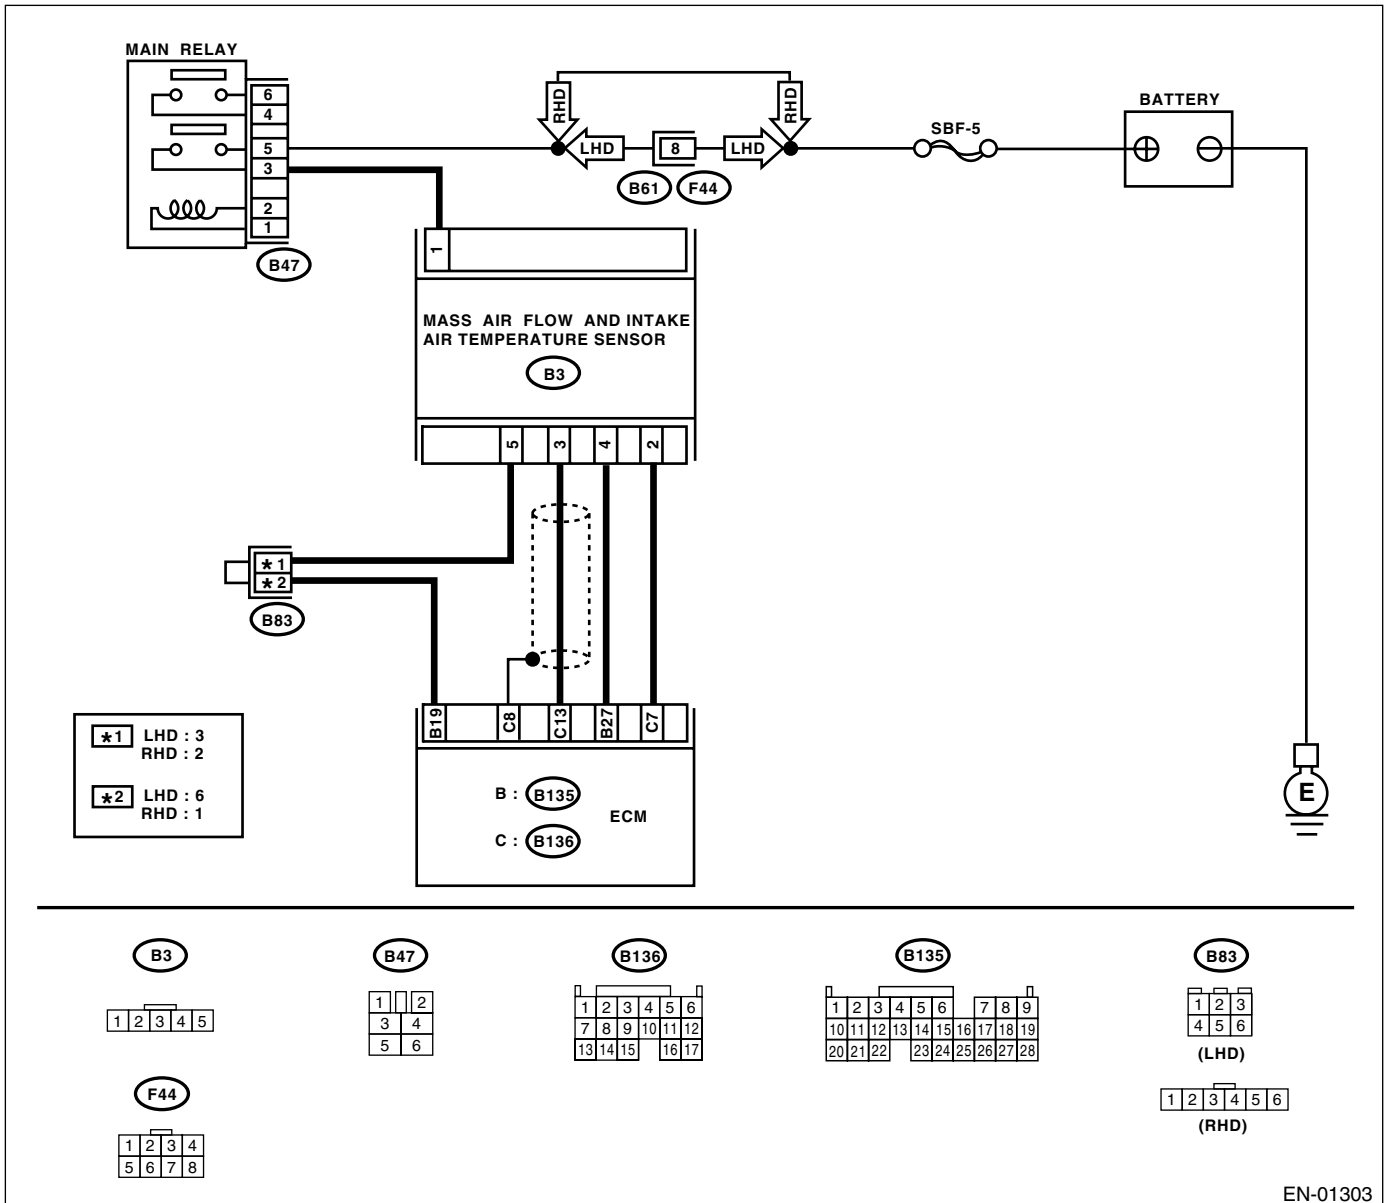 MAIN RELAY
6
4
5
3
2
1
B47
RHD
RHD
LHD
8
LHD
B61
F44
SBF-5
BATTERY
1
MASS AIR FLOW AND INTAKE
AIR TEMPERATURE SENSOR
B3
5
3
4
2
*1
*2
B83
B19
C8
C13
B27
C7
B : B135
ECM
C : B136
*1 LHD : 3
RHD : 2
*2 LHD : 6
RHD : 1
E
B3
1 2 3 4 5
F44
1 2 3 4
5 6 7 8
B47
1 2
3 4
5 6
B136
1 2 3 4 5 6
7 8 9 10 11 12
13 14 15 16 17
B135
1 2 3 4 5 6 7 8 9
10 11 12 13 14 15 16 17 18 19
20 21 22 23 24 25 26 27 28
B83
1 2 3
4 5 6
(LHD)
1 2 3 4 5 6
(RHD)
EN-01303